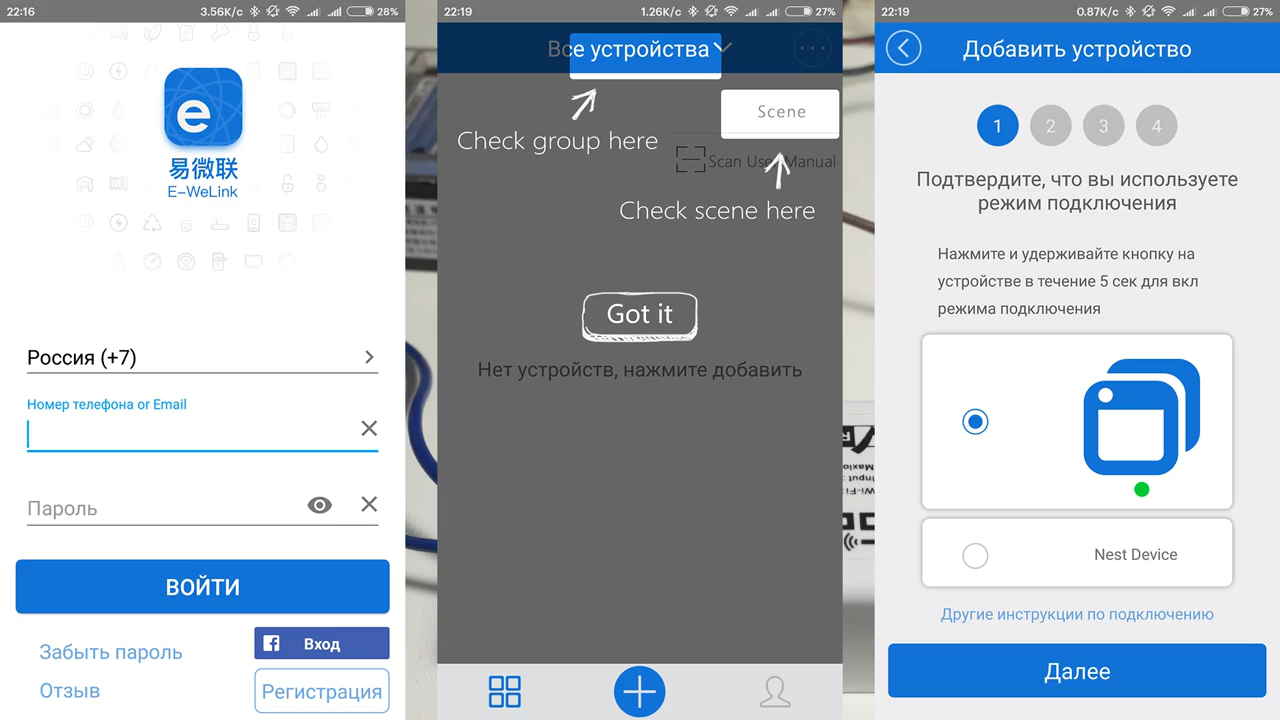 22:16
3.56K/c
28%
易微联
E-WeLink
Россия (+7)
Номер телефона or Email
Пароль
ВОЙТИ
Забыть пароль
Вход
Отзыв
Регистрация
22:19
1.26K/c
27%
Все устройства
Scene
Check group here
Scan User Manual
Check scene here
Got it
Нет устройств, нажмите добавить
22:19
0.87K/c
27%
Добавить устройство
1
2
3
4
Подтвердите, что вы используете
режим подключения
Нажмите и удерживайте кнопку на
устройстве в течение 5 сек для вкл
режима подключения
Nest Device
Другие инструкции по подключению
Далее